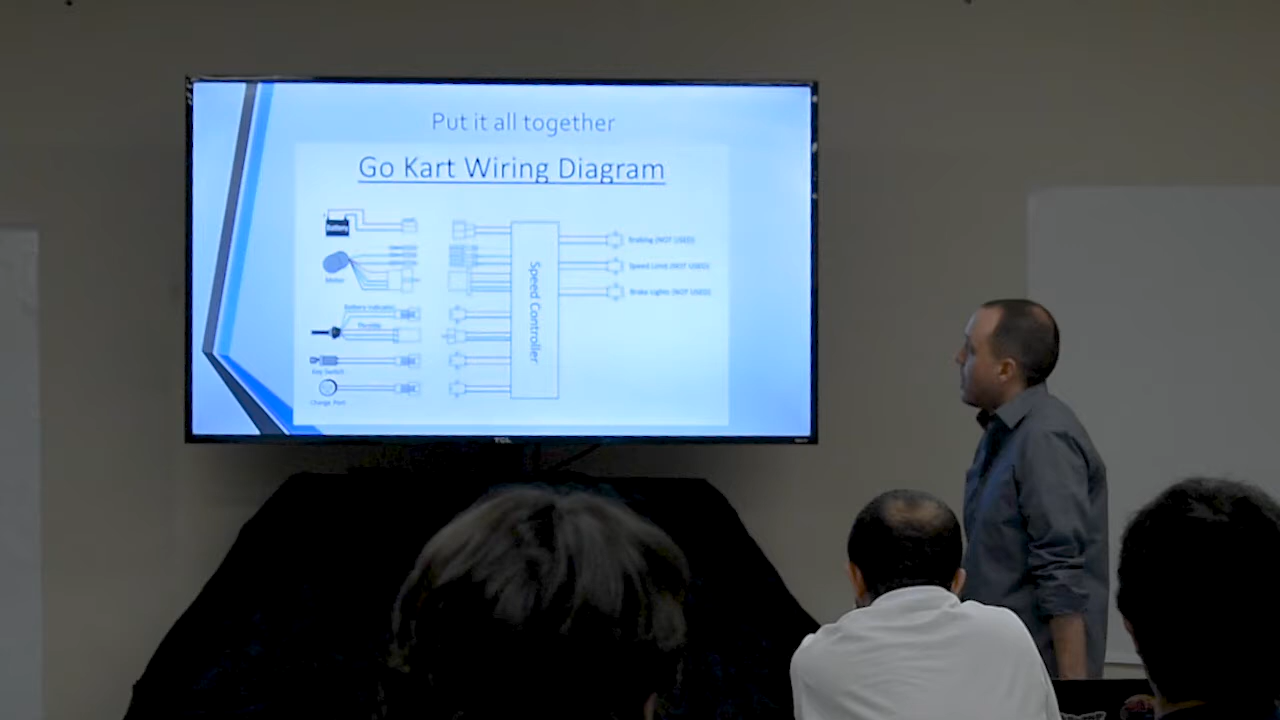 Put it all together
Go Kart Wiring Diagram
Battery
Motor
Battery Indicator
Throttle
Key Switch
Charge Port
Speed Controller
Braking (NOT USED)
Speed Limit (NOT USED)
Brake Lights (NOT USED)
TCL